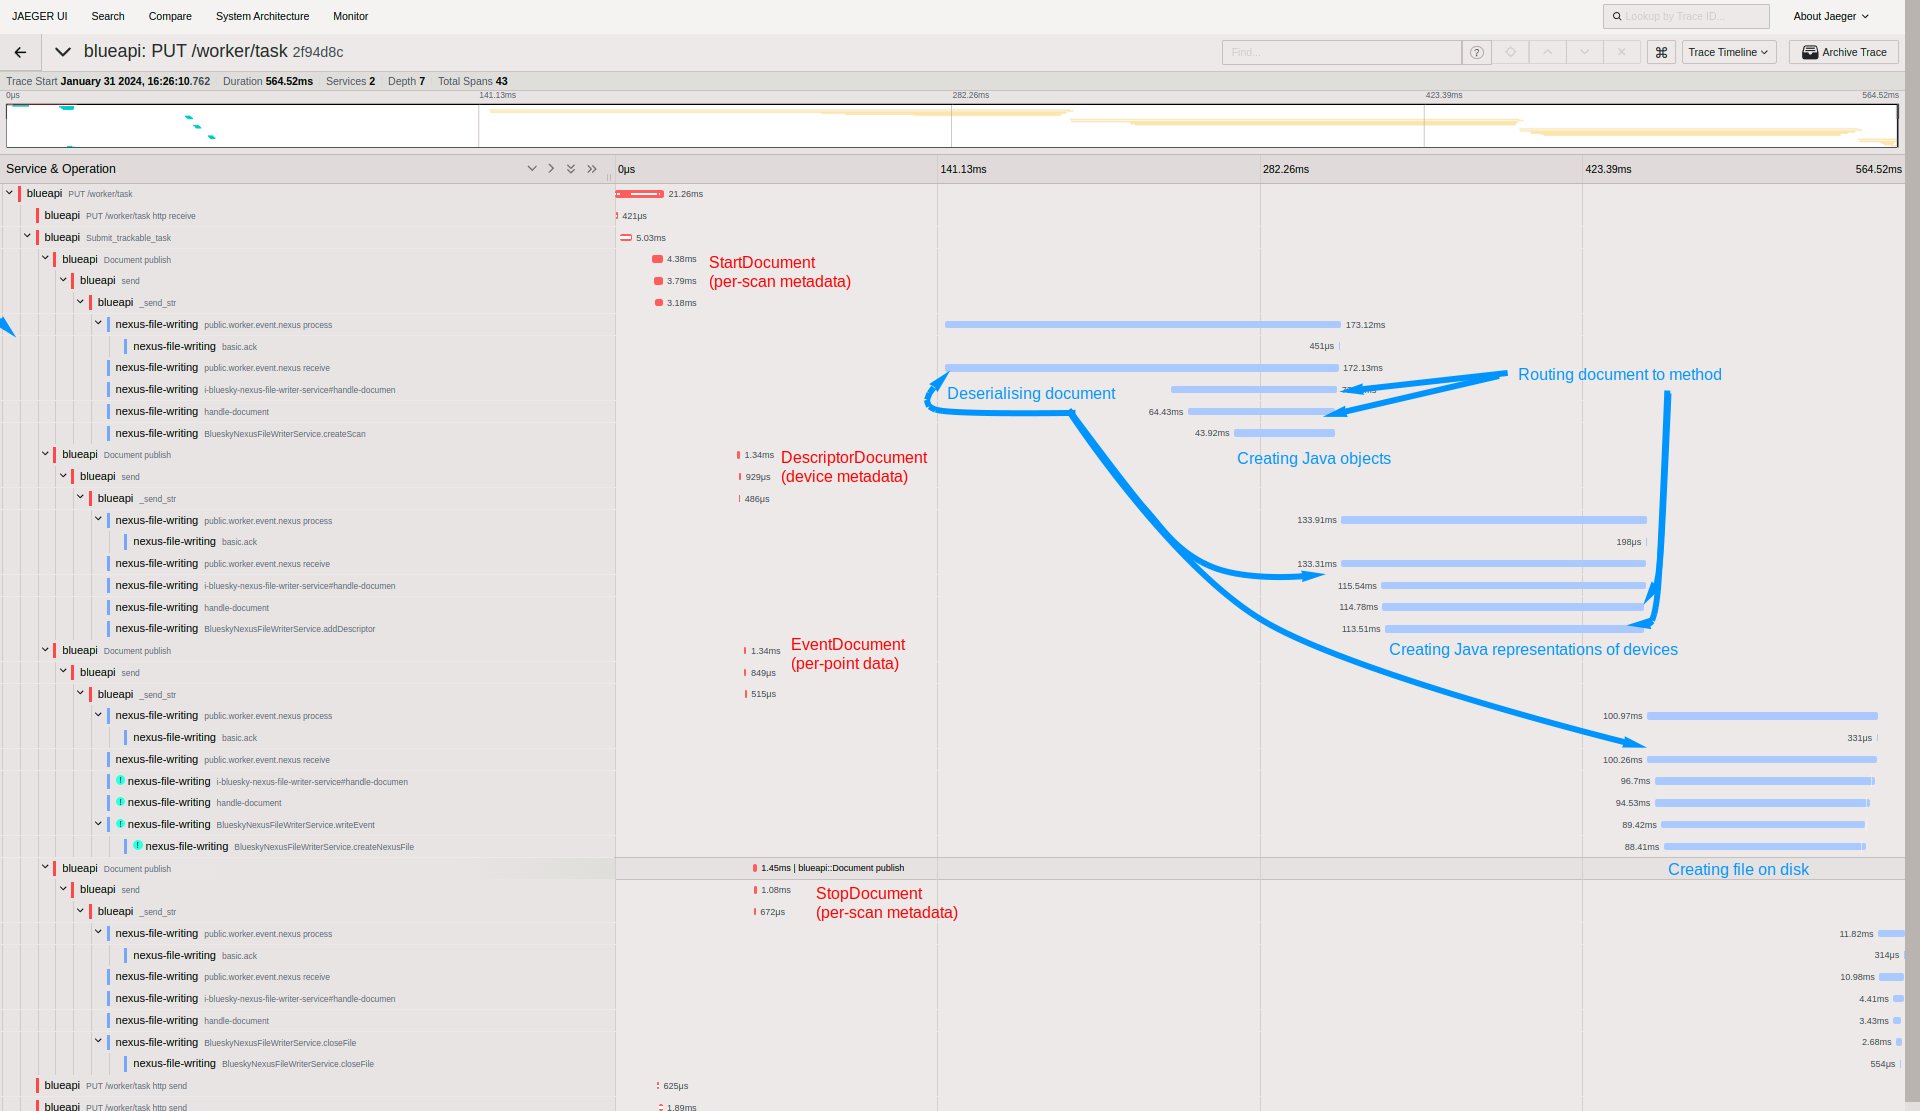 JAEGER UI Search Compare System Architecture Monitor Lookup by Trace ID... About Jaeger
blueapi: PUT /worker/task 2f94d8c Find... ? ⌘ Trace Timeline Archive Trace
Trace Start January 31 2024, 16:26:10.762 Duration 564.52ms Services 2 Depth 7 Total Spans 43
0μs 141.13ms 282.26ms 423.39ms 564.52ms
Service & Operation 0μs 141.13ms 282.26ms 423.39ms 564.52ms
blueapi PUT /worker/task 21.26ms
blueapi PUT /worker/task http receive 421μs
blueapi Submit_trackable_task 5.03ms
blueapi Document publish 4.38ms
StartDocument
(per-scan metadata)
blueapi send 3.79ms
blueapi _send_str 3.18ms
nexus-file-writing public.worker.event.nexus process 173.12ms
nexus-file-writing basic.ack 451μs
nexus-file-writing public.worker.event.nexus receive 172.13ms
Routing document to method
nexus-file-writing i-bluesky-nexus-file-writer-service#handle-documen
Deserialising document
nexus-file-writing handle-document 64.43ms
nexus-file-writing BlueskyNexusFileWriterService.createScan 43.92ms
Creating Java objects
blueapi Document publish 1.34ms
DescriptorDocument
(device metadata)
blueapi send 929μs
blueapi _send_str 486μs
nexus-file-writing public.worker.event.nexus process 133.91ms
nexus-file-writing basic.ack 198μs
nexus-file-writing public.worker.event.nexus receive 133.31ms
nexus-file-writing i-bluesky-nexus-file-writer-service#handle-documen 115.54ms
nexus-file-writing handle-document 114.78ms
nexus-file-writing BlueskyNexusFileWriterService.addDescriptor 113.51ms
Creating Java representations of devices
blueapi Document publish 1.34ms
EventDocument
(per-point data)
blueapi send 849μs
blueapi _send_str 515μs
nexus-file-writing public.worker.event.nexus process 100.97ms
nexus-file-writing basic.ack 331μs
nexus-file-writing public.worker.event.nexus receive 100.26ms
nexus-file-writing i-bluesky-nexus-file-writer-service#handle-documen 96.7ms
nexus-file-writing handle-document 94.53ms
nexus-file-writing BlueskyNexusFileWriterService.writeEvent 89.42ms
nexus-file-writing BlueskyNexusFileWriterService.createNexusFile 88.41ms
blueapi Document publish 1.45ms | blueapi::Document publish
Creating file on disk
blueapi send 1.08ms
StopDocument
(per-scan metadata)
blueapi _send_str 672μs
nexus-file-writing public.worker.event.nexus process 11.82ms
nexus-file-writing basic.ack 314μs
nexus-file-writing public.worker.event.nexus receive 10.98ms
nexus-file-writing i-bluesky-nexus-file-writer-service#handle-documen 4.41ms
nexus-file-writing handle-document 3.43ms
nexus-file-writing BlueskyNexusFileWriterService.closeFile 2.68ms
nexus-file-writing BlueskyNexusFileWriterService.closeFile 554μs
blueapi PUT /worker/task http send 625μs
blueapi PUT /worker/task http send 1.89ms